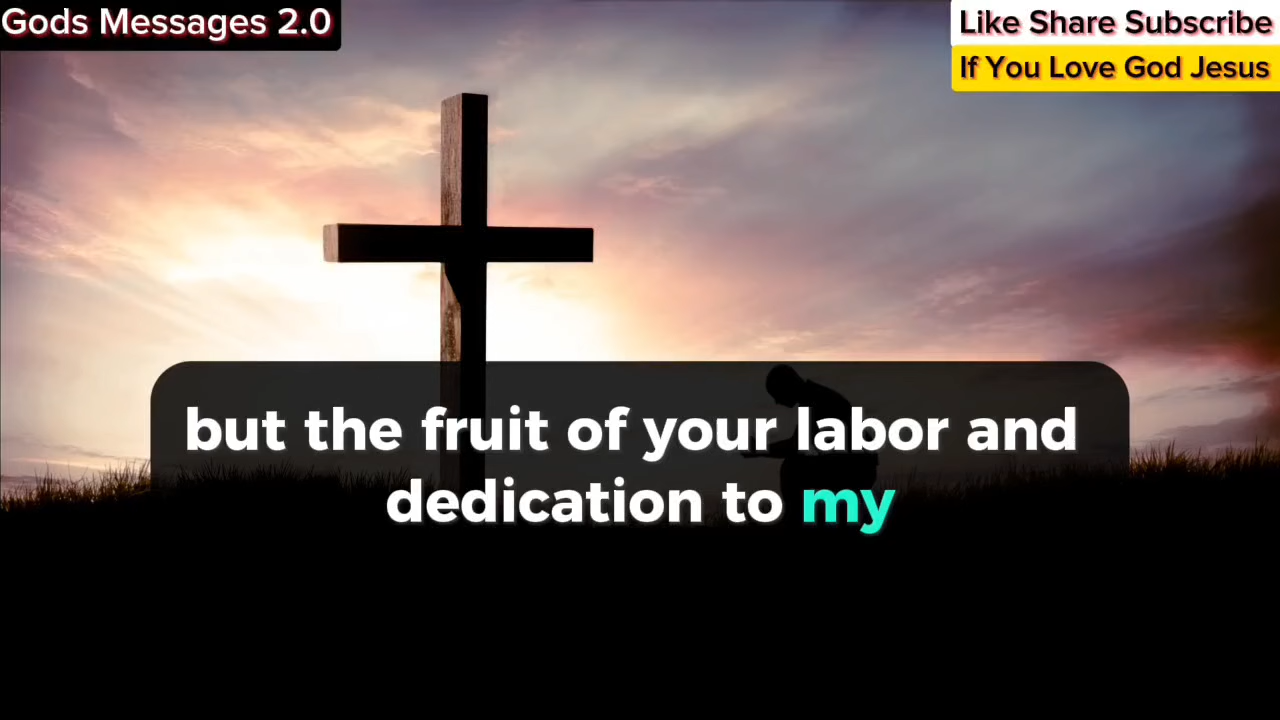 Gods Messages 2.0
Like Share Subscribe
If You Love God Jesus
but the fruit of your labor and
dedication to my